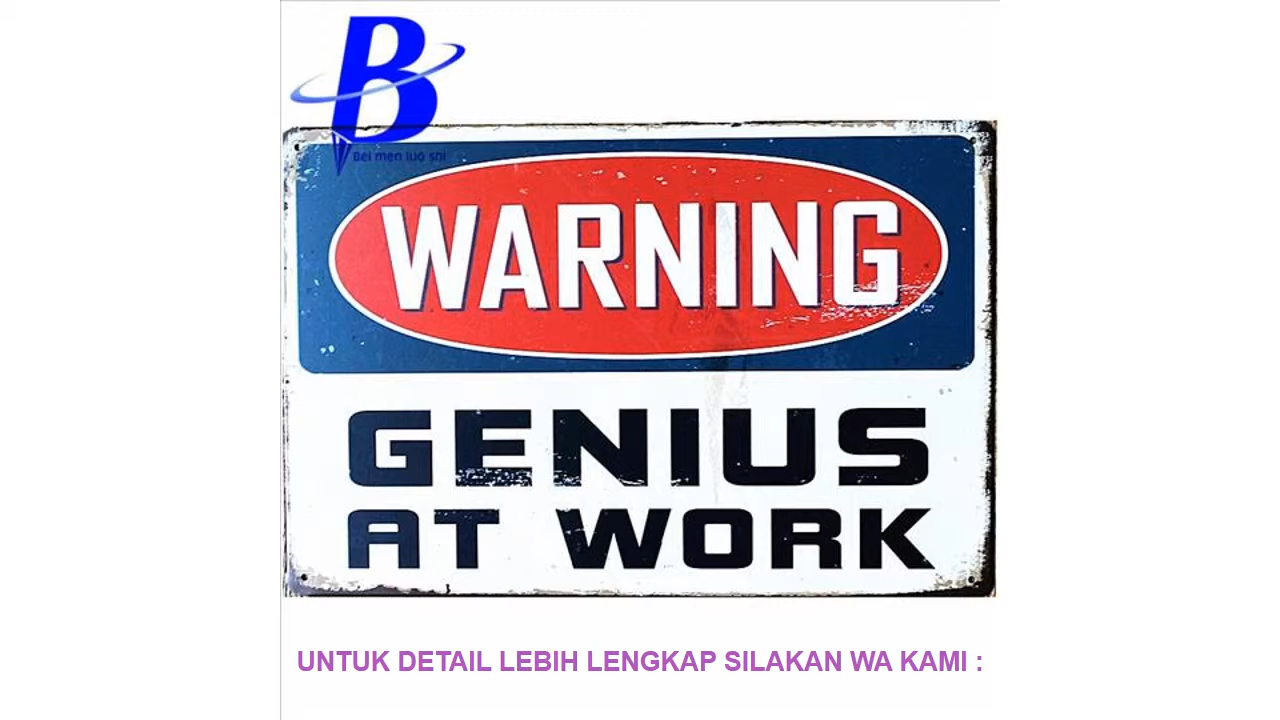 B
Bei men luo shi
WARNING
GENIUS
AT WORK
UNTUK DETAIL LEBIH LENGKAP SILAKAN WA KAMI :